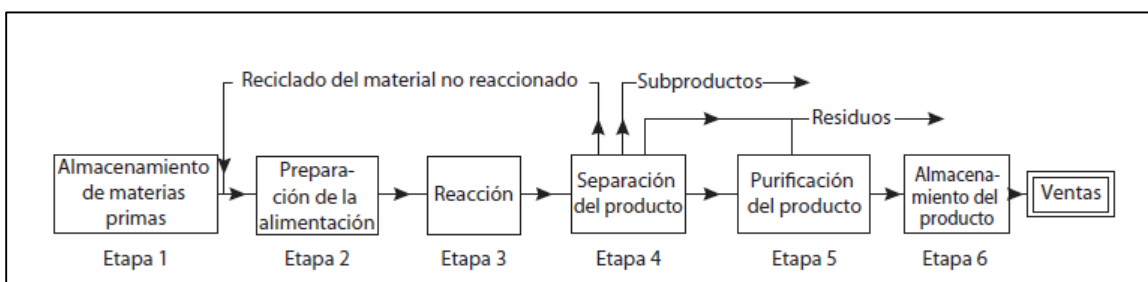 Reciclado del material no reaccionado
Subproductos
Residuos
Almacenamiento
de materias
primas
Prepara-
ción de la
alimentación
Reacción
Separación
del producto
Purificación
del producto
Almacena-
miento del
producto
Ventas
Etapa 1
Etapa 2
Etapa 3
Etapa 4
Etapa 5
Etapa 6